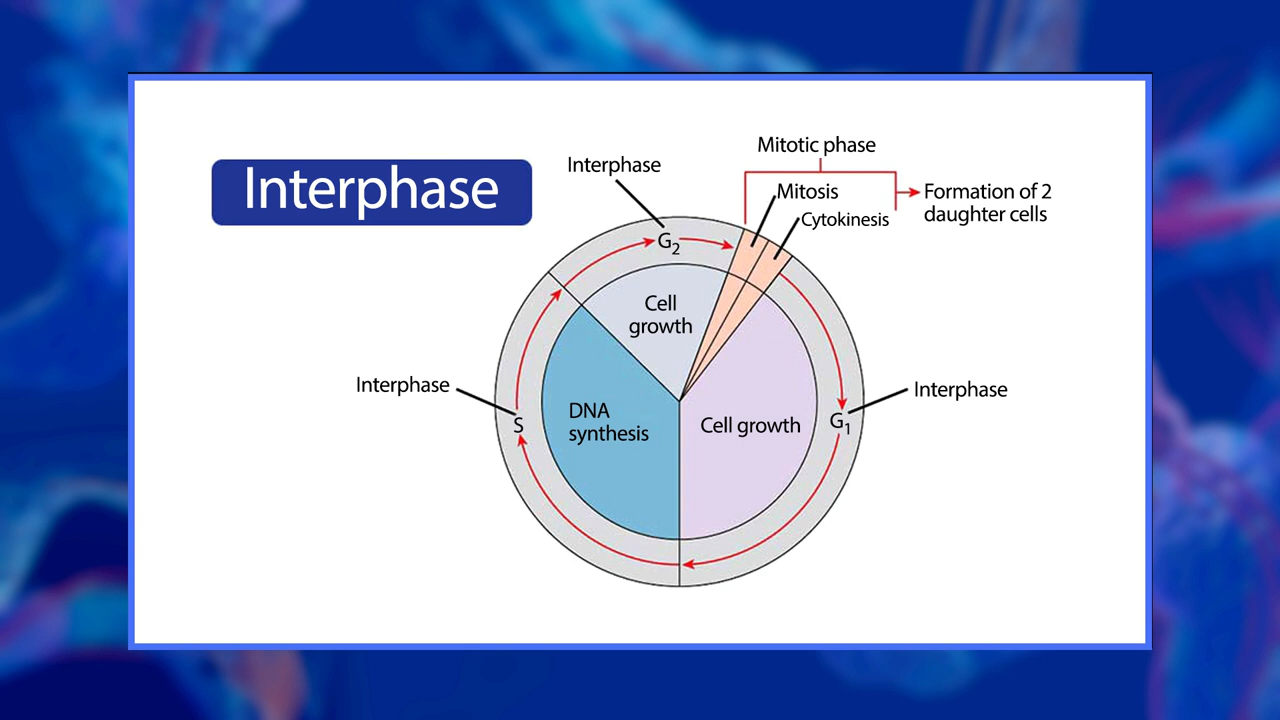 Interphase
Interphase
Mitotic phase
Mitosis
Cytokinesis
Formation of 2
daughter cells
G2
Cell
growth
Interphase
S
DNA
synthesis
Cell growth
G1
Interphase